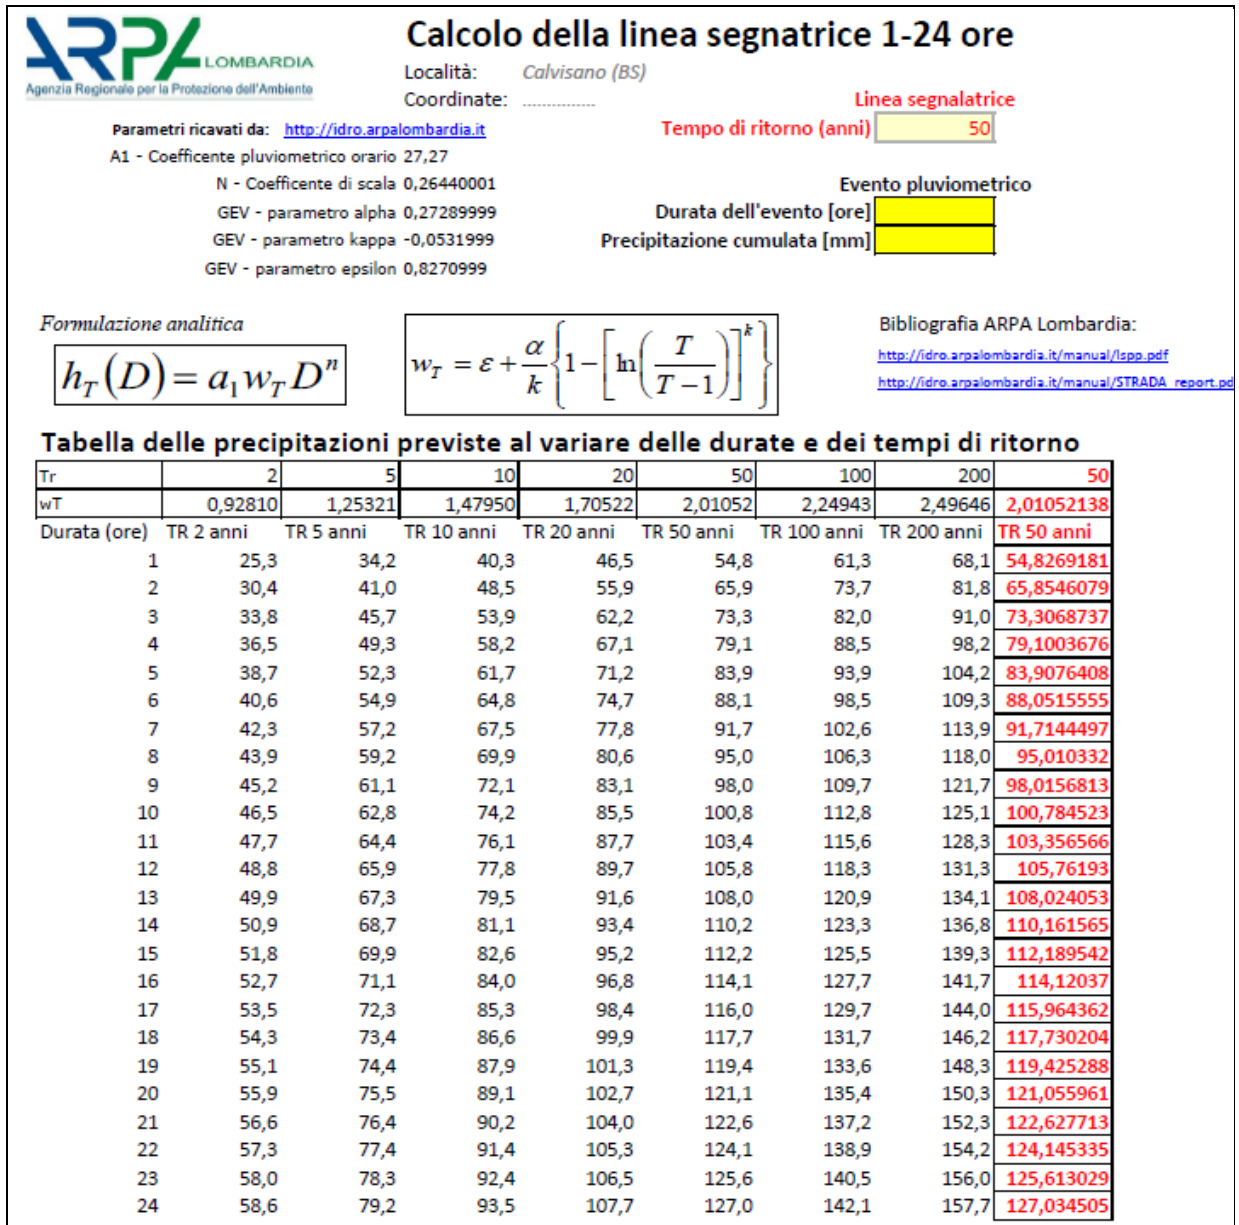 ARPA LOMBARDIA
Agenzia Regionale per la Protezione dell'Ambiente
Calcolo della linea segnatrice 1-24 ore
Località: Calvisano (BS)
Coordinate: ...............
Linea segnalatrice
Parametri ricavati da: http://idro.arpalombardia.it
Tempo di ritorno (anni) 50
A1 - Coefficente pluviometrico orario 27,27
N - Coefficente di scala 0,26440001
Evento pluviometrico
GEV - parametro alpha 0,27289999
Durata dell'evento [ore]
GEV - parametro kappa -0,0531999
Precipitazione cumulata [mm]
GEV - parametro epsilon 0,8270999
Formulazione analitica
h_T(D) = a_1 w_T D^n
w_T = ε + α/k {1 − [ln(T/(T−1))]^k}
Bibliografia ARPA Lombardia:
http://idro.arpalombardia.it/manual/lspp.pdf
http://idro.arpalombardia.it/manual/STRADA_report.pd
Tabella delle precipitazioni previste al variare delle durate e dei tempi di ritorno
Tr 2 5 10 20 50 100 200 50
wT 0,92810 1,25321 1,47950 1,70522 2,01052 2,24943 2,49646 2,01052138
Durata (ore) TR 2 anni TR 5 anni TR 10 anni TR 20 anni TR 50 anni TR 100 anni TR 200 anni TR 50 anni
1 25,3 34,2 40,3 46,5 54,8 61,3 68,1 54,8269181
2 30,4 41,0 48,5 55,9 65,9 73,7 81,8 65,8546079
3 33,8 45,7 53,9 62,2 73,3 82,0 91,0 73,3068737
4 36,5 49,3 58,2 67,1 79,1 88,5 98,2 79,1003676
5 38,7 52,3 61,7 71,2 83,9 93,9 104,2 83,9076408
6 40,6 54,9 64,8 74,7 88,1 98,5 109,3 88,0515555
7 42,3 57,2 67,5 77,8 91,7 102,6 113,9 91,7144497
8 43,9 59,2 69,9 80,6 95,0 106,3 118,0 95,010332
9 45,2 61,1 72,1 83,1 98,0 109,7 121,7 98,0156813
10 46,5 62,8 74,2 85,5 100,8 112,8 125,1 100,784523
11 47,7 64,4 76,1 87,7 103,4 115,6 128,3 103,356566
12 48,8 65,9 77,8 89,7 105,8 118,3 131,3 105,76193
13 49,9 67,3 79,5 91,6 108,0 120,9 134,1 108,024053
14 50,9 68,7 81,1 93,4 110,2 123,3 136,8 110,161565
15 51,8 69,9 82,6 95,2 112,2 125,5 139,3 112,189542
16 52,7 71,1 84,0 96,8 114,1 127,7 141,7 114,12037
17 53,5 72,3 85,3 98,4 116,0 129,7 144,0 115,964362
18 54,3 73,4 86,6 99,9 117,7 131,7 146,2 117,730204
19 55,1 74,4 87,9 101,3 119,4 133,6 148,3 119,425288
20 55,9 75,5 89,1 102,7 121,1 135,4 150,3 121,055961
21 56,6 76,4 90,2 104,0 122,6 137,2 152,3 122,627713
22 57,3 77,4 91,4 105,3 124,1 138,9 154,2 124,145335
23 58,0 78,3 92,4 106,5 125,6 140,5 156,0 125,613029
24 58,6 79,2 93,5 107,7 127,0 142,1 157,7 127,034505